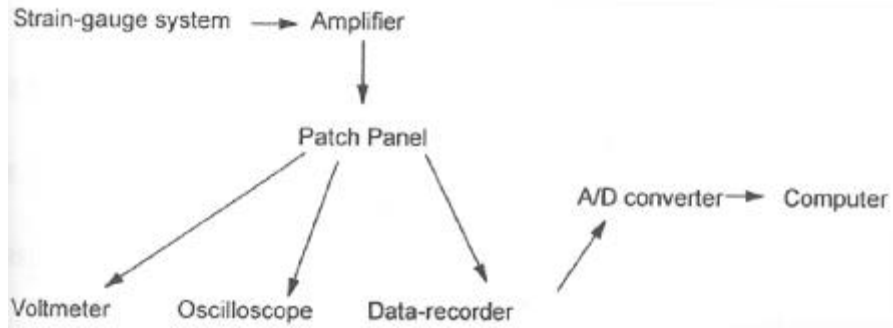 Strain-gauge system
Amplifier
Patch Panel
A/D converter
Computer
Voltmeter
Oscilloscope
Data-recorder